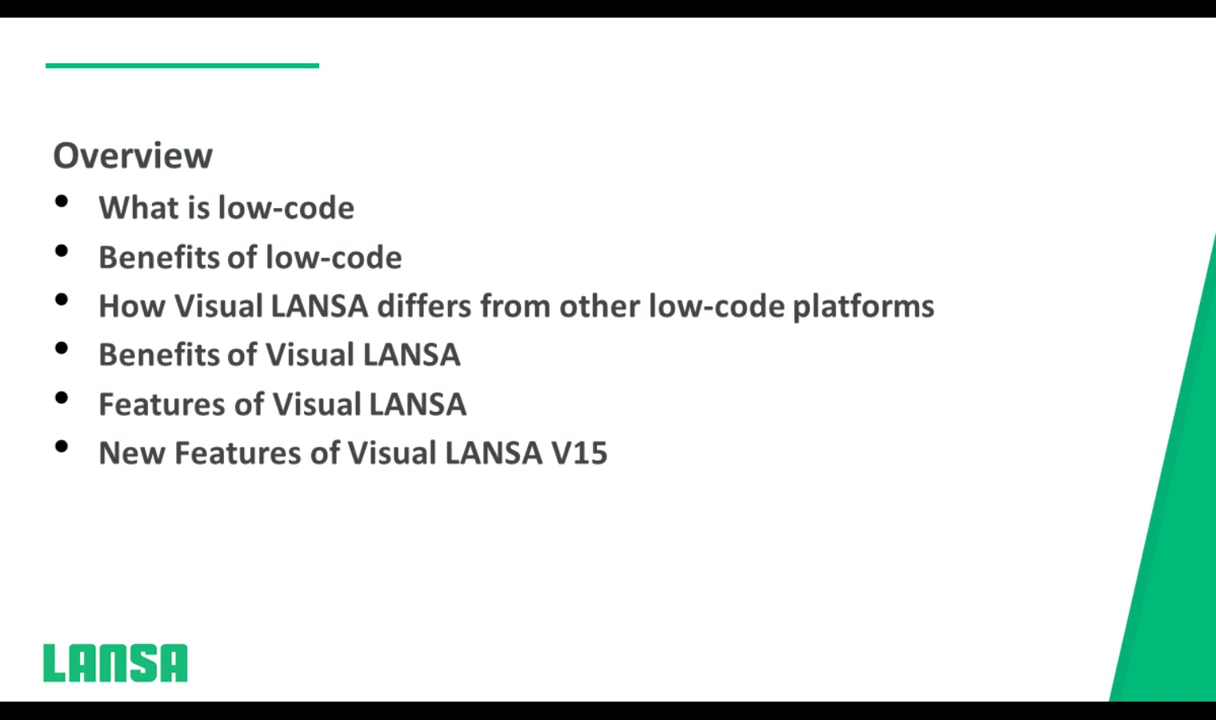 Overview
• What is low-code
• Benefits of low-code
• How Visual LANSA differs from other low-code platforms
• Benefits of Visual LANSA
• Features of Visual LANSA
• New Features of Visual LANSA V15
LANSA